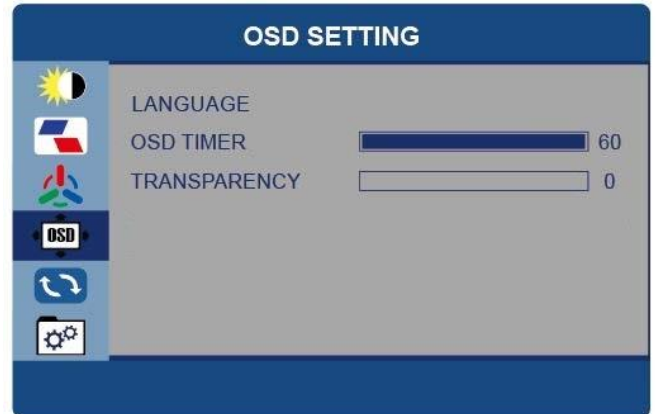 OSD SETTING
LANGUAGE
OSD TIMER 60
TRANSPARENCY 0
OSD